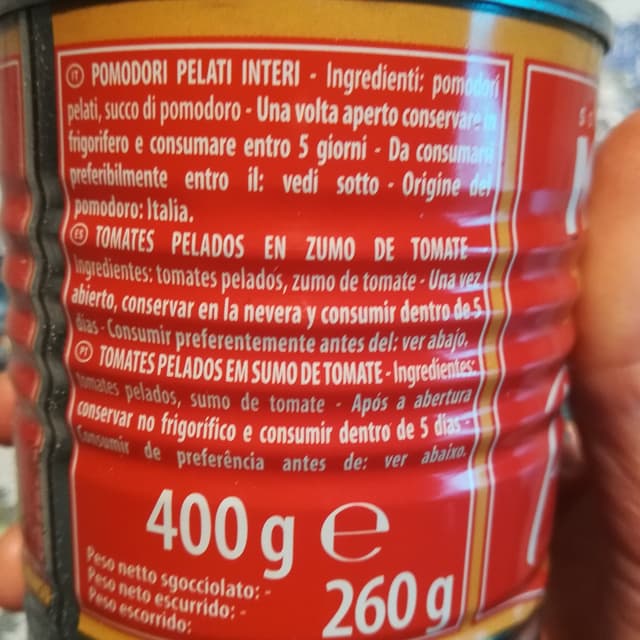 IT POMODORI PELATI INTERI - Ingredienti: pomodori
pelati, succo di pomodoro - Una volta aperto conservare in
frigorifero e consumare entro 5 giorni - Da consumarsi
preferibilmente entro il: vedi sotto - Origine del
pomodoro: Italia.
ES TOMATES PELADOS EN ZUMO DE TOMATE -
Ingredientes: tomates pelados, zumo de tomate - Una vez
abierto, conservar en la nevera y consumir dentro de 5
días - Consumir preferentemente antes del: ver abajo.
PT TOMATES PELADOS EM SUMO DE TOMATE - Ingredientes:
tomates pelados, sumo de tomate - Após a abertura
conservar no frigorífico e consumir dentro de 5 dias -
Consumir de preferência antes de: ver abaixo.
400 g e
Peso netto sgocciolato: -
Peso neto escurrido: -
Peso escorrido:
260 g